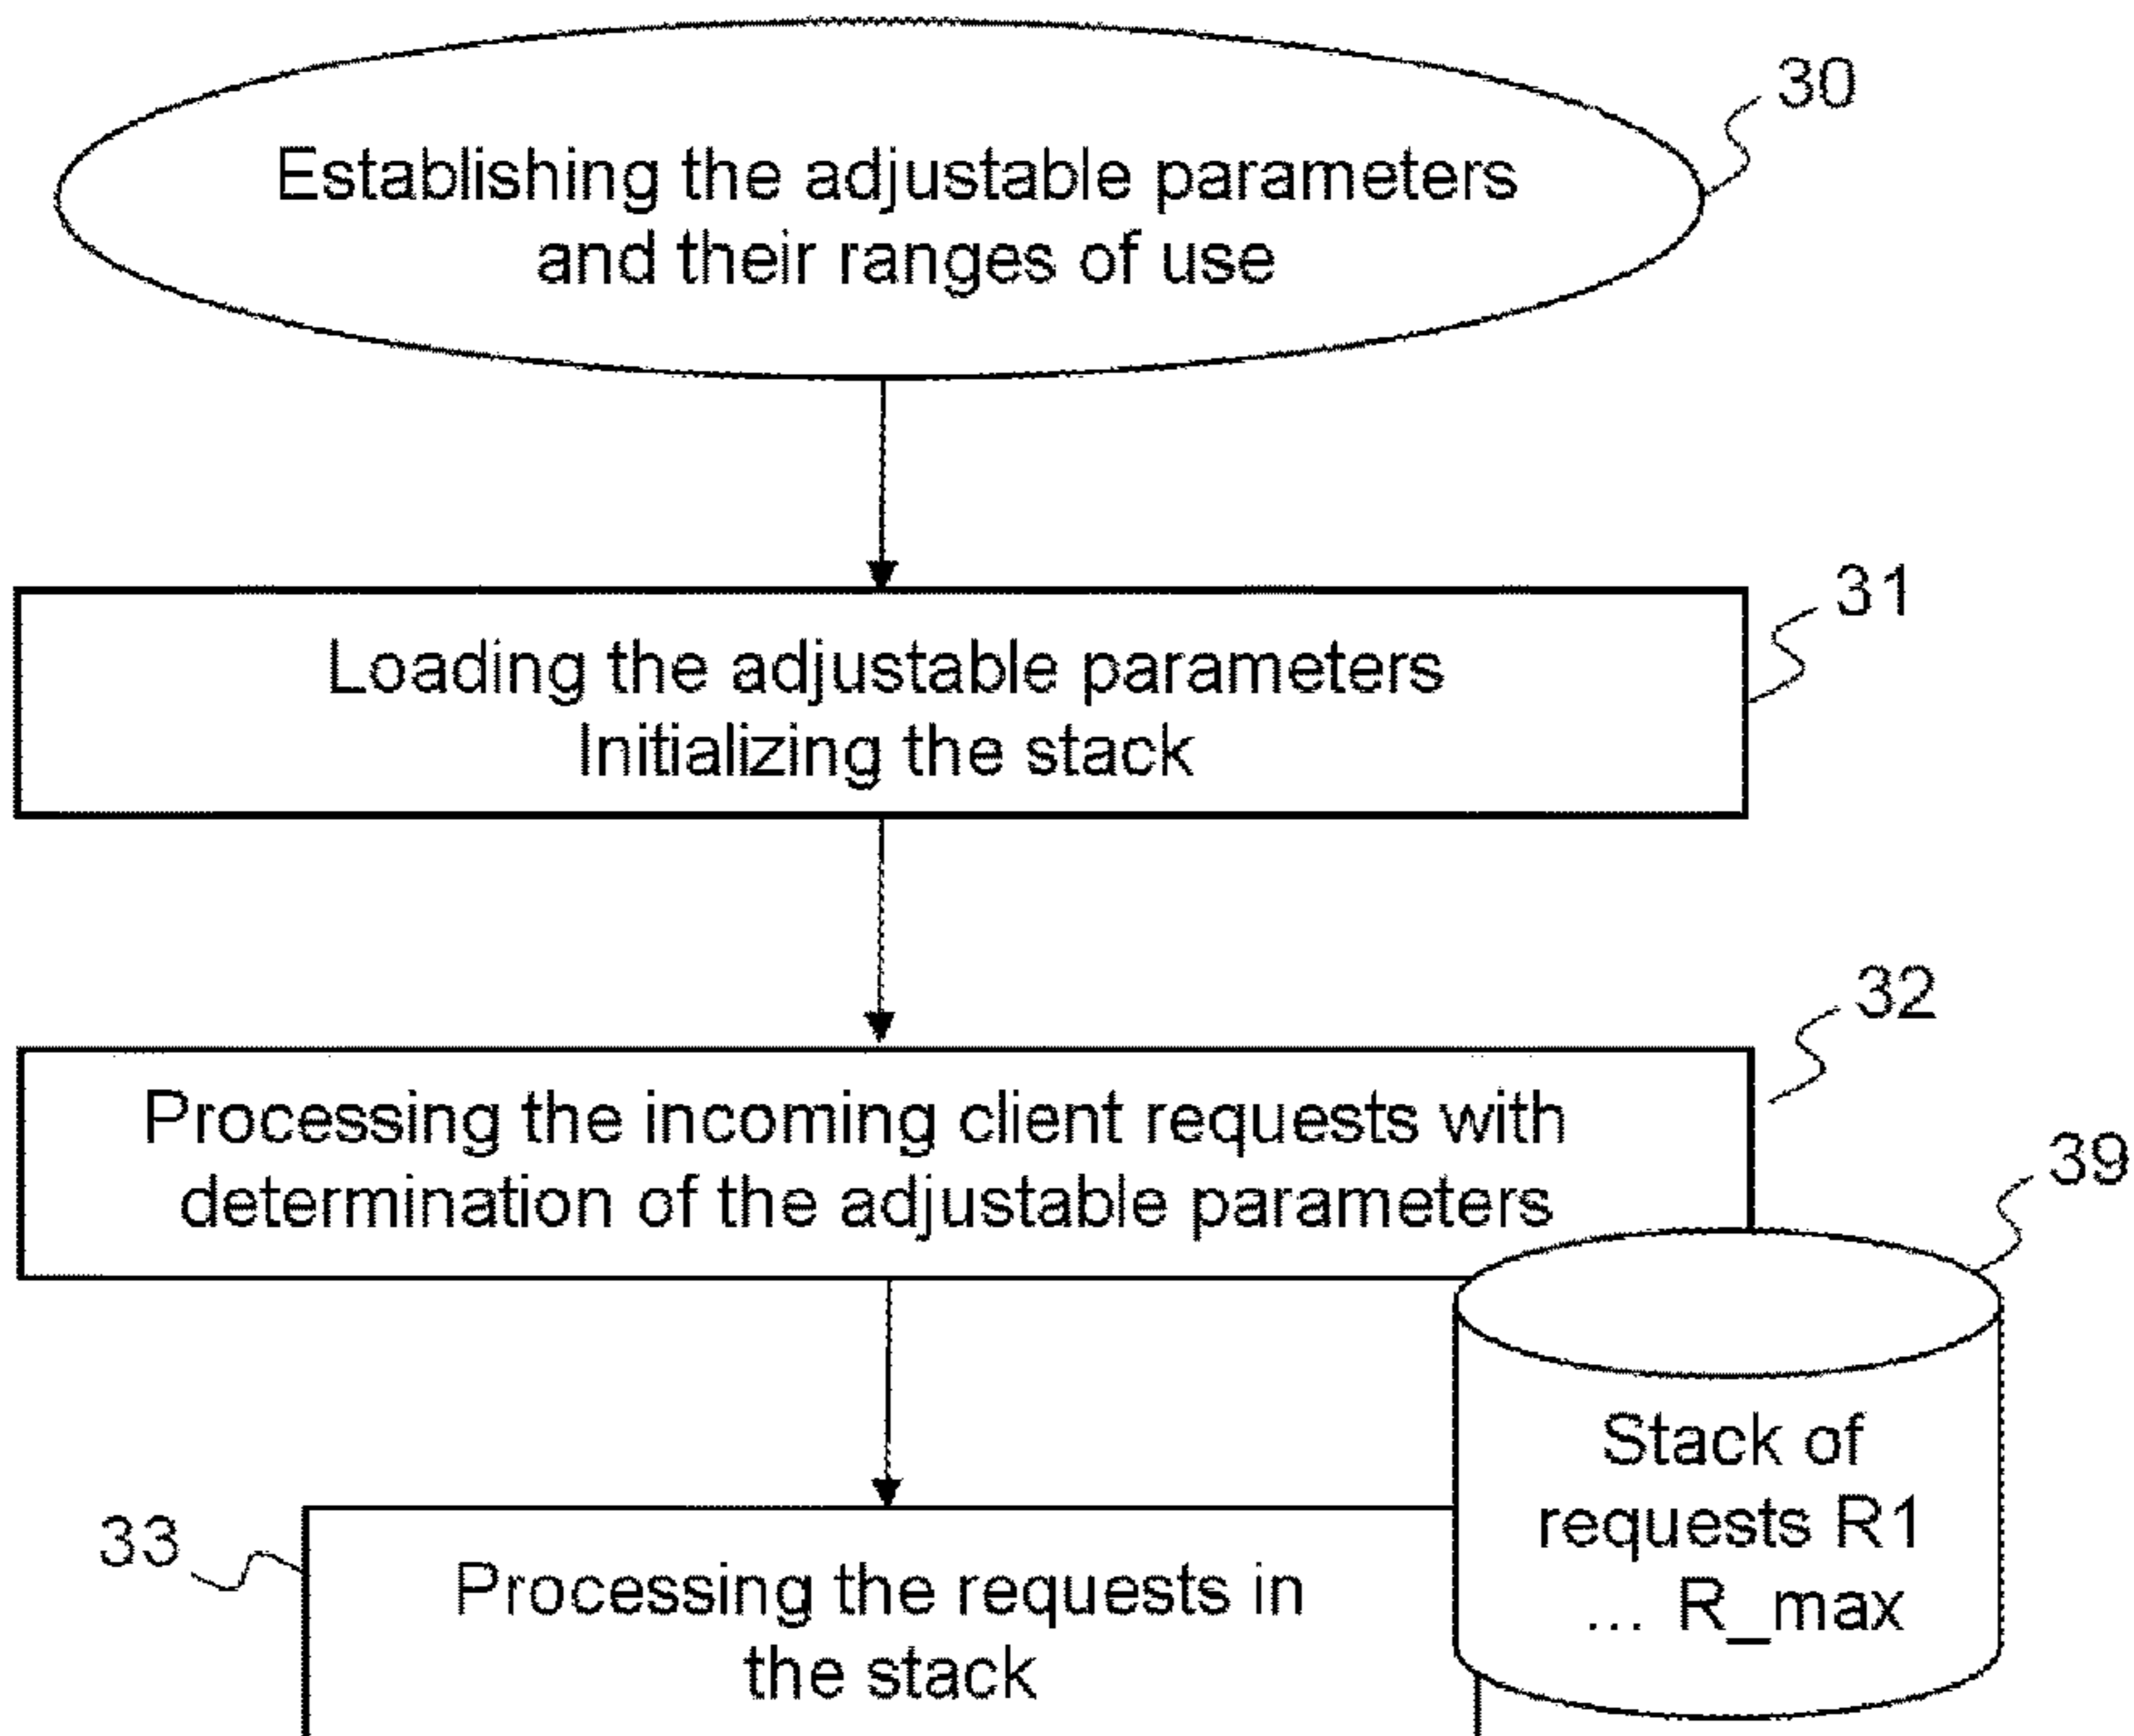 30
Establishing the adjustable parameters
and their ranges of use
31
Loading the adjustable parameters
Initializing the stack
32
Processing the incoming client requests with
determination of the adjustable parameters
39
Stack of
requests R1
... R_max
33
Processing the requests in
the stack